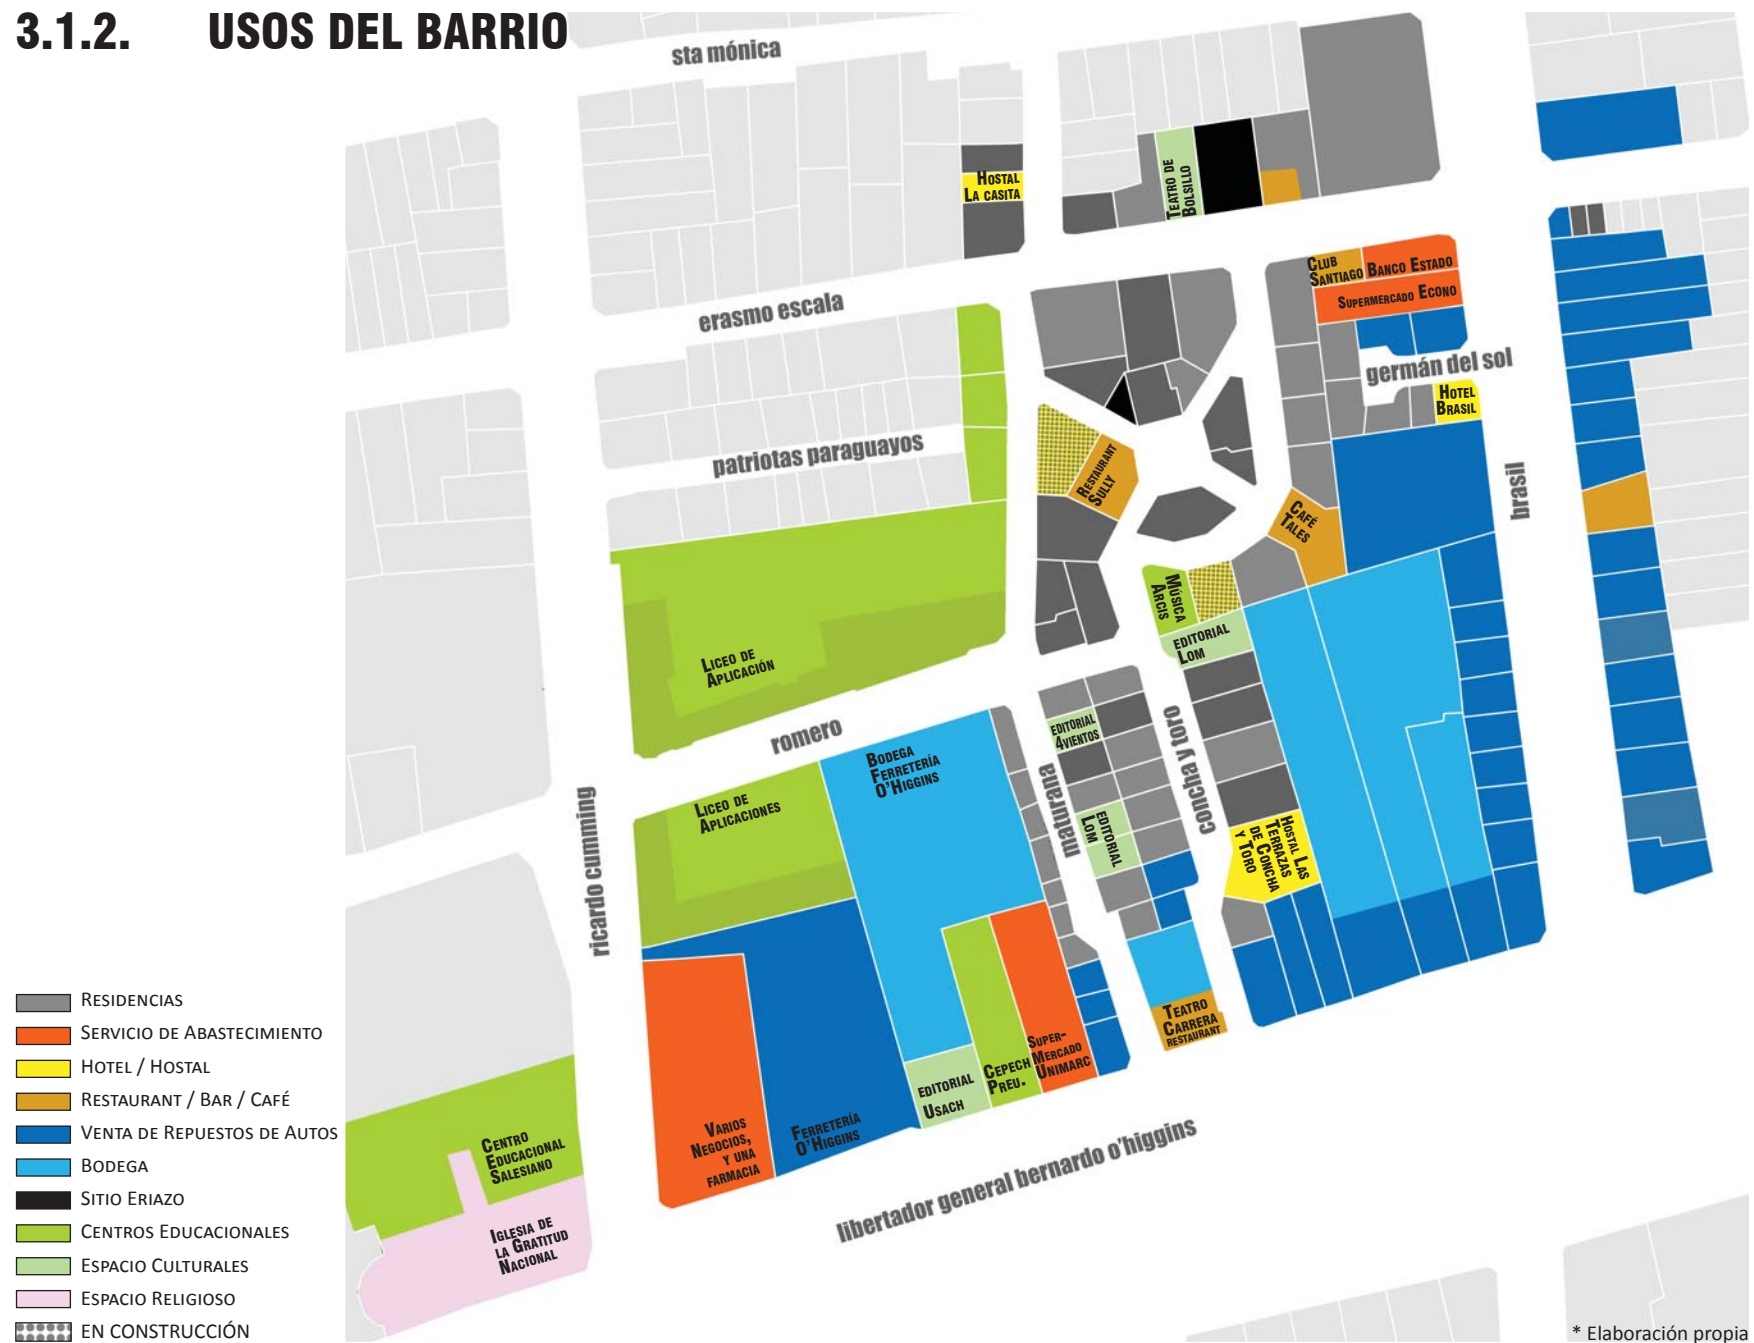 3.1.2. USOS DEL BARRIO
sta mónica
Hostal
La casita
Teatro de
Bolsillo
erasmo escala
Club
Santiago
Banco Estado
Supermercado Econo
germán del sol
Hotel
Brasil
patriotas paraguayos
Restaurant
Sully
Café
Tales
brasil
Música
Arcis
editorial
Lom
Liceo de
Aplicación
romero
editorial
4vientos
concha y toro
Bodega
Ferretería
O'Higgins
Liceo de
Aplicaciones
maturana
ricardo cumming
editorial
Lom
Hostal Las
Terrazas
de Concha
y Toro
Teatro
Carrera
restaurant
Super-
Mercado
Unimarc
Cepech
Preu.
editorial
Usach
Ferretería
O'Higgins
Varios
Negocios,
y una
farmacia
libertador general bernardo o'higgins
Centro
Educacional
Salesiano
Iglesia de
la Gratitud
Nacional
Residencias
Servicio de Abastecimiento
Hotel / Hostal
Restaurant / Bar / Café
Venta de Repuestos de Autos
Bodega
Sitio Eriazo
Centros Educacionales
Espacio Culturales
Espacio Religioso
EN CONSTRUCCIÓN
* Elaboración propia